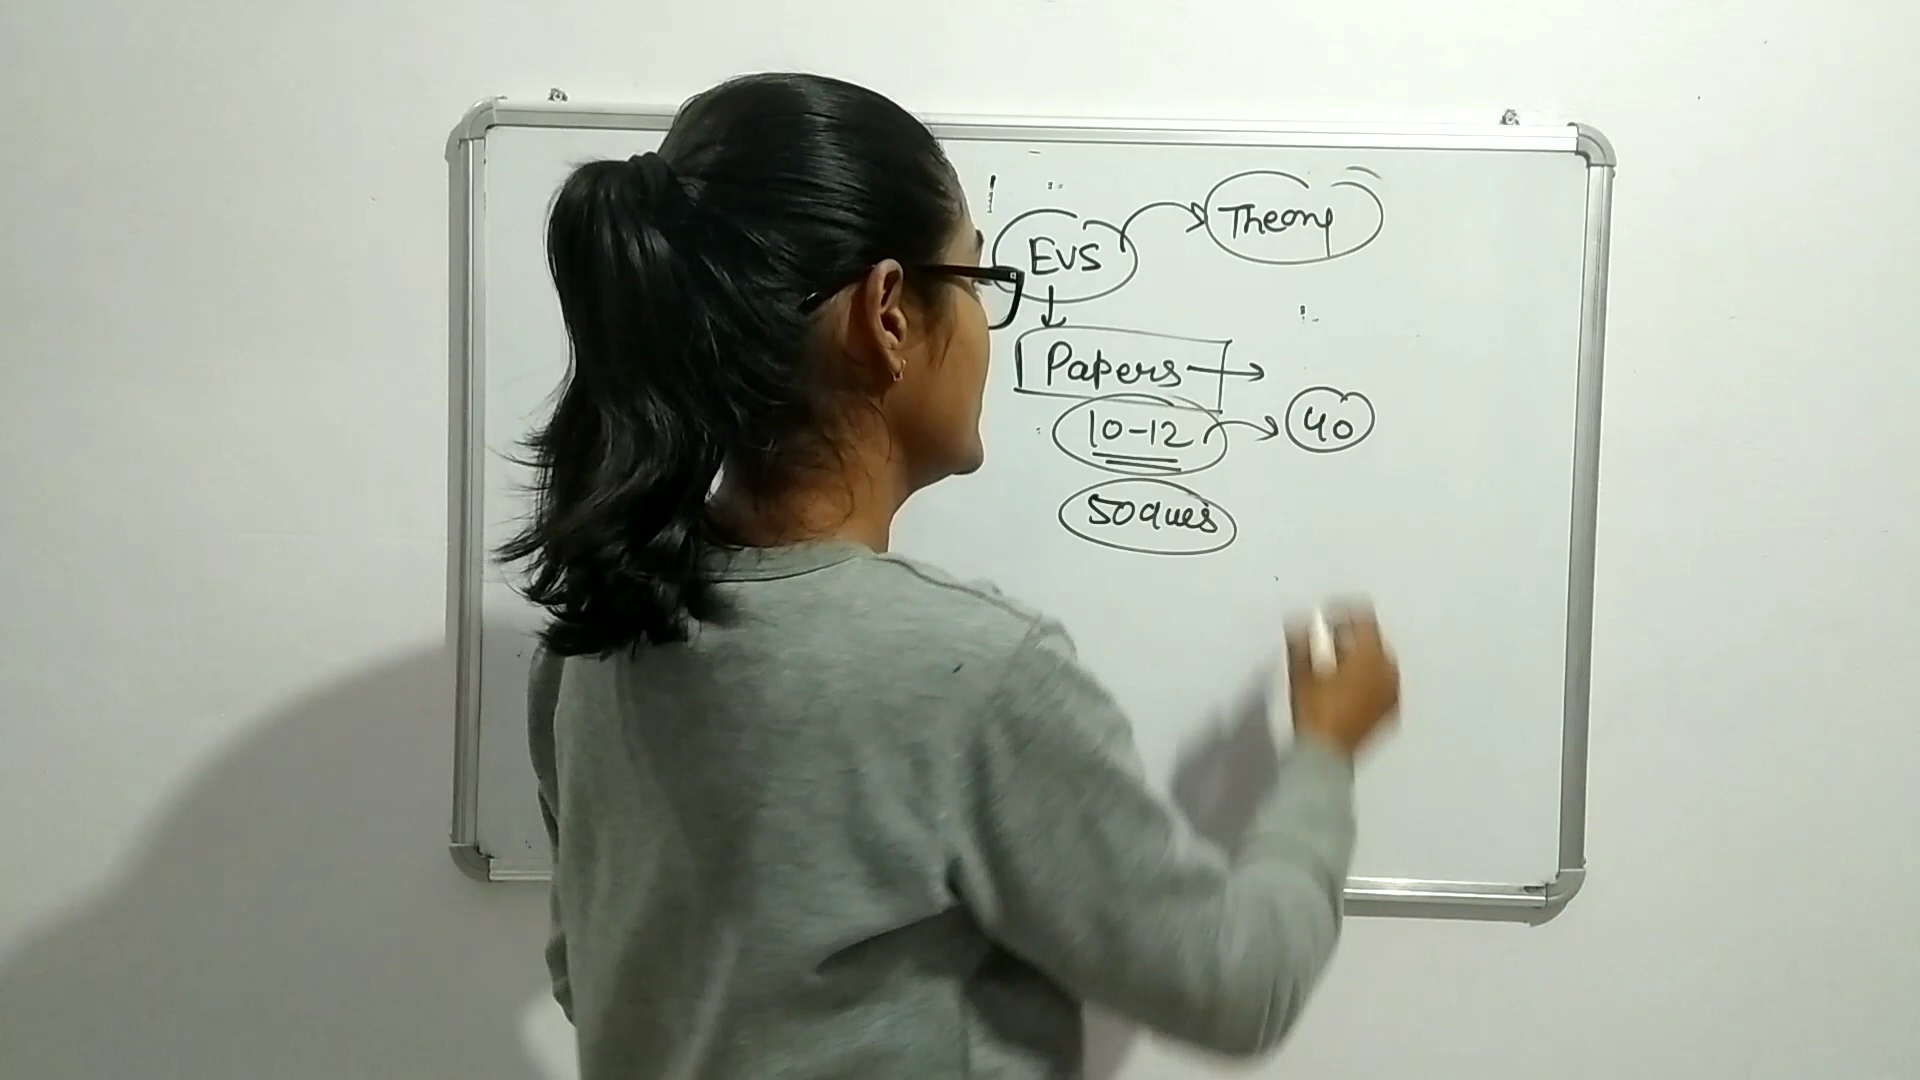 EVS → Theory
↓
Papers →
10-12 → 40
50 ques